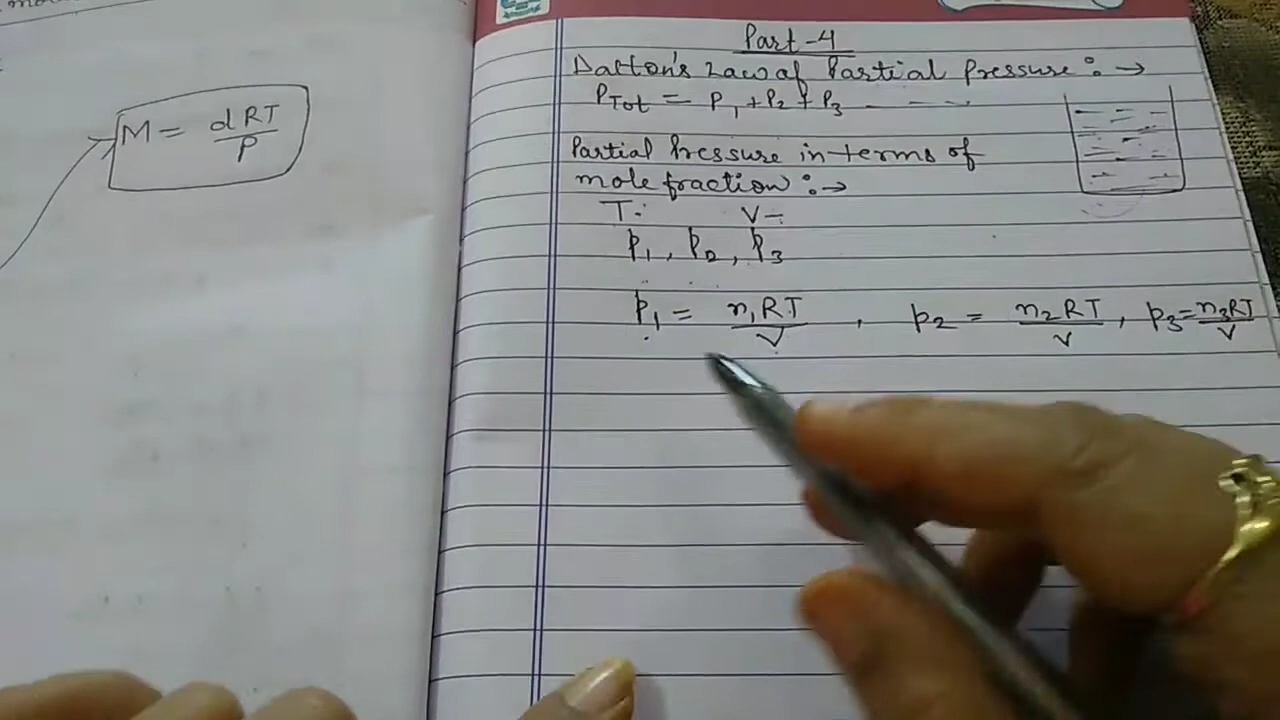 M = dRT/P
Part-4
Dalton's Law of Partial Pressure :→
PTot = P1 + P2 + P3 - - -
Partial Pressure in terms of
mole fraction :→
T: V-
p1, p2, p3
p1 = n1RT/V , p2 = n2RT/V , p3 = n3RT/V